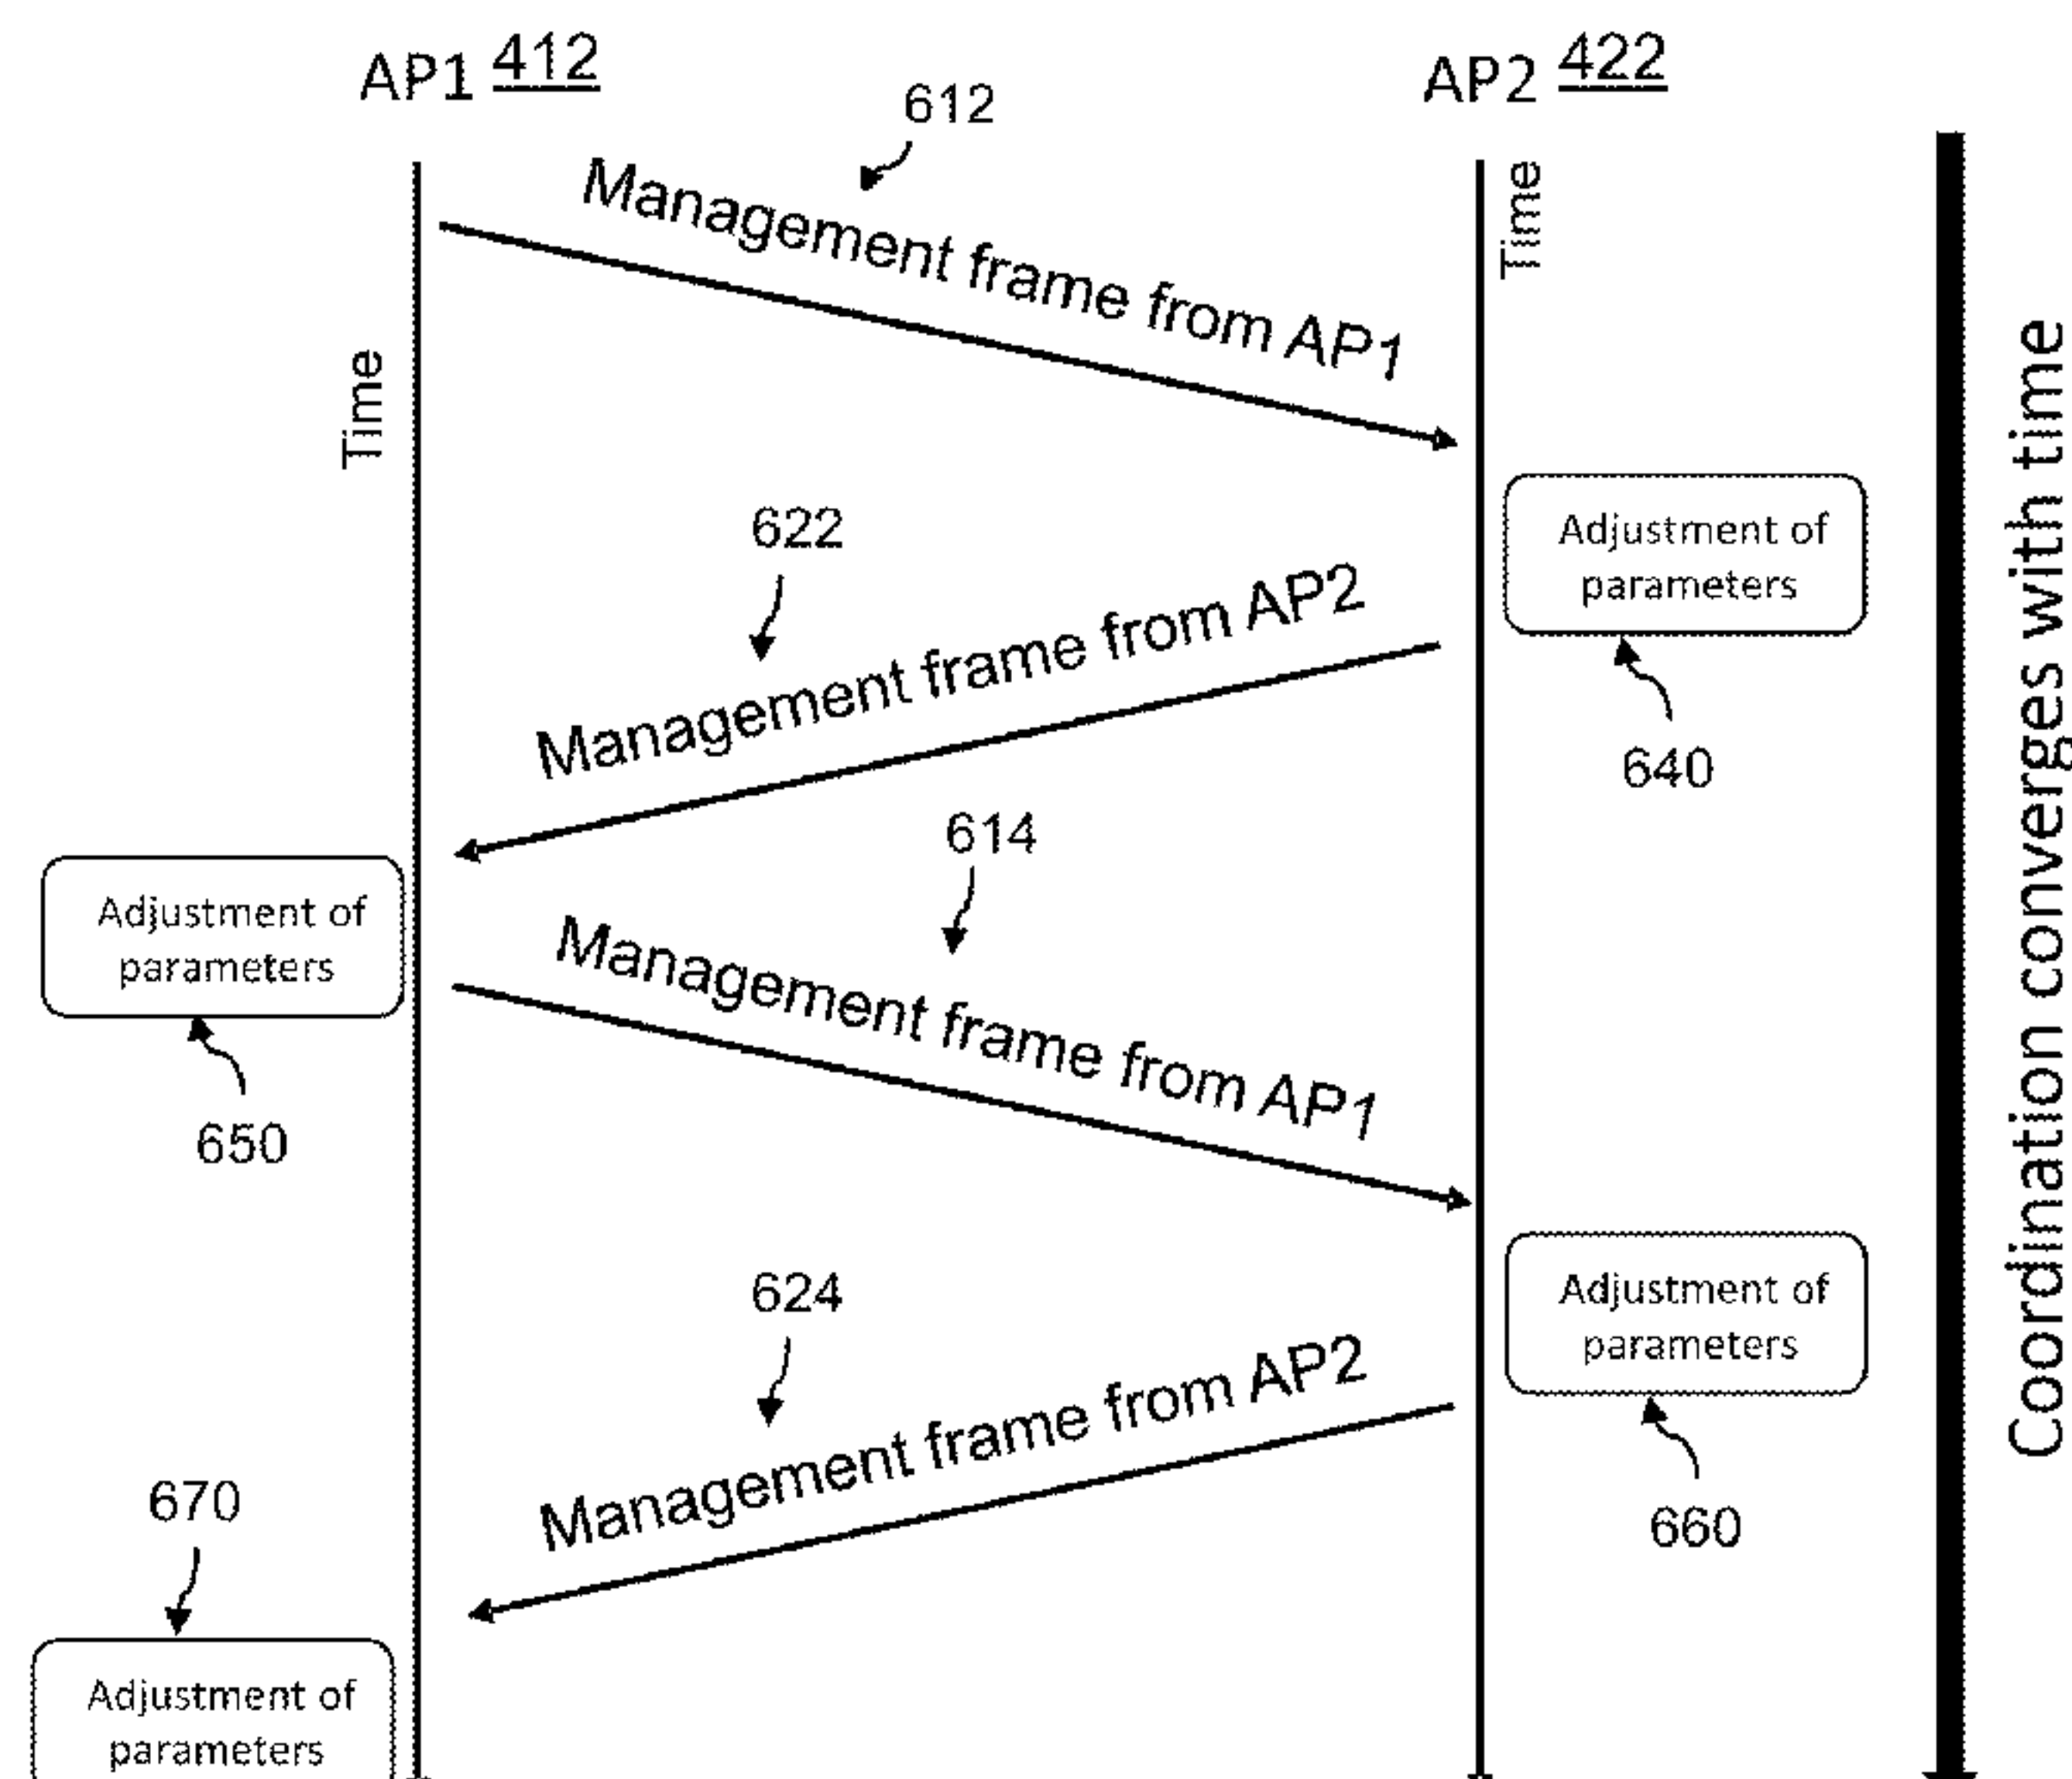 AP1 412
AP2 422
612
Time
Management frame from AP1
Time
622
Adjustment of
parameters
Management frame from AP2
640
614
Adjustment of
parameters
Management frame from AP1
650
Coordination converges with time
624
Adjustment of
parameters
Management frame from AP2
670
660
Adjustment of
parameters